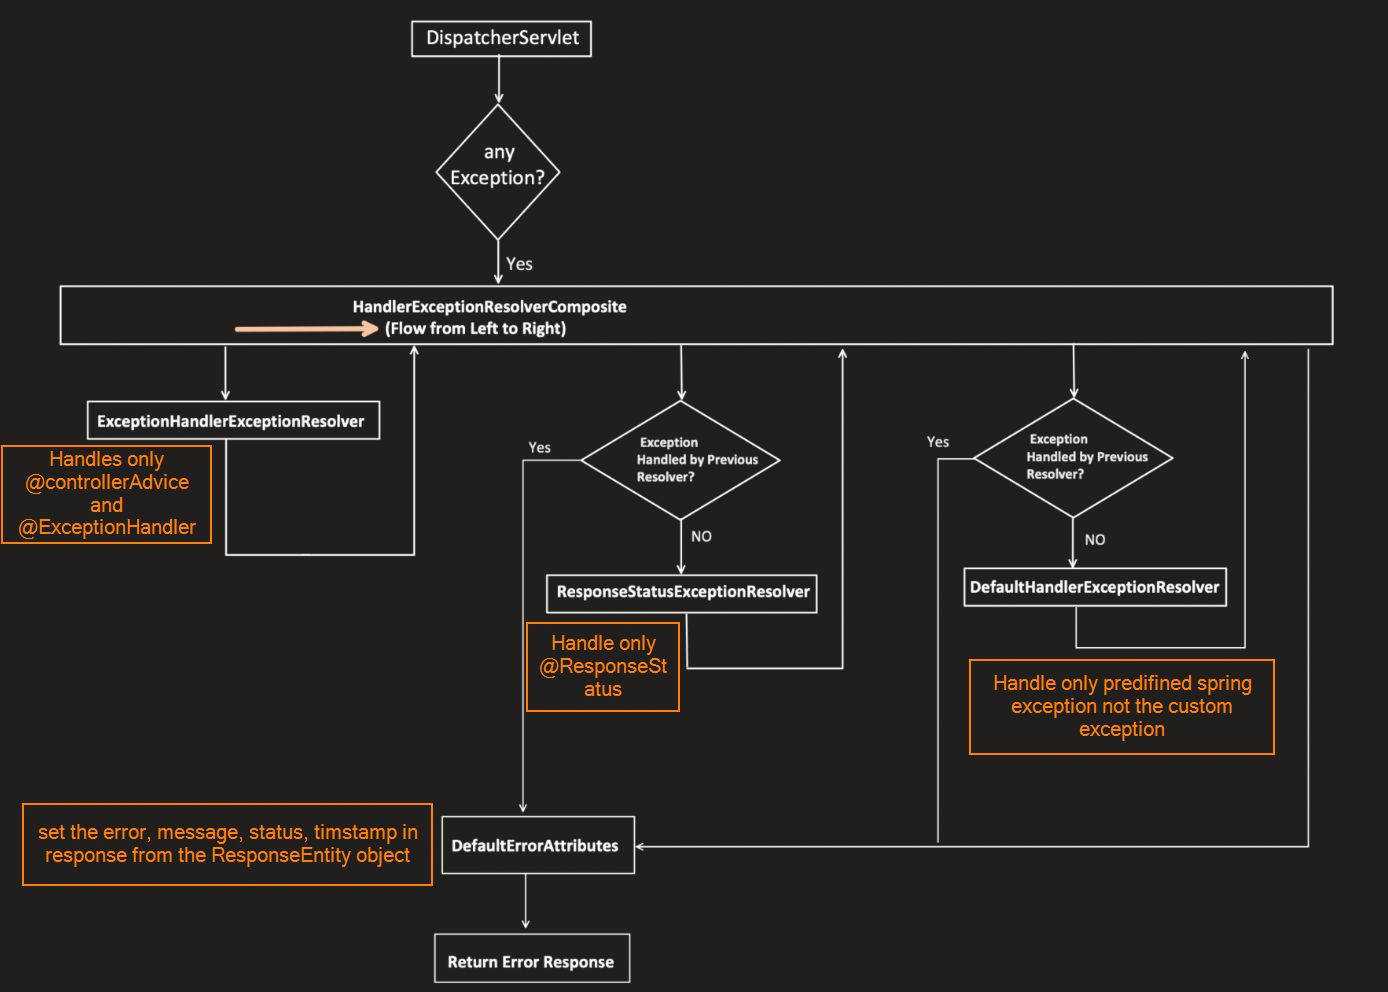 DispatcherServlet
any
Exception?
Yes
HandlerExceptionResolverComposite
(Flow from Left to Right)
ExceptionHandlerExceptionResolver
Handles only
@controllerAdvice
and
@ExceptionHandler
Yes
Exception
Handled by Previous
Resolver?
NO
ResponseStatusExceptionResolver
Handle only
@ResponseSt
atus
Yes
Exception
Handled by Previous
Resolver?
NO
DefaultHandlerExceptionResolver
Handle only predifined spring
exception not the custom
exception
set the error, message, status, timstamp in
response from the ResponseEntity object
DefaultErrorAttributes
Return Error Response